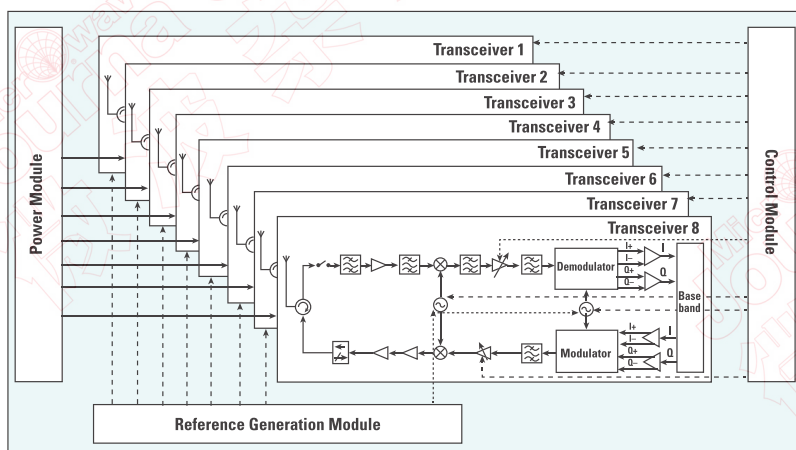 Transceiver 1
Transceiver 2
Transceiver 3
Transceiver 4
Transceiver 5
Transceiver 6
Transceiver 7
Transceiver 8
Power Module
Control Module
Demodulator
I+
I–
Q+
Q–
I
Q
Base
band
Modulator
I+
I–
Q+
Q–
I
Q
Reference Generation Module